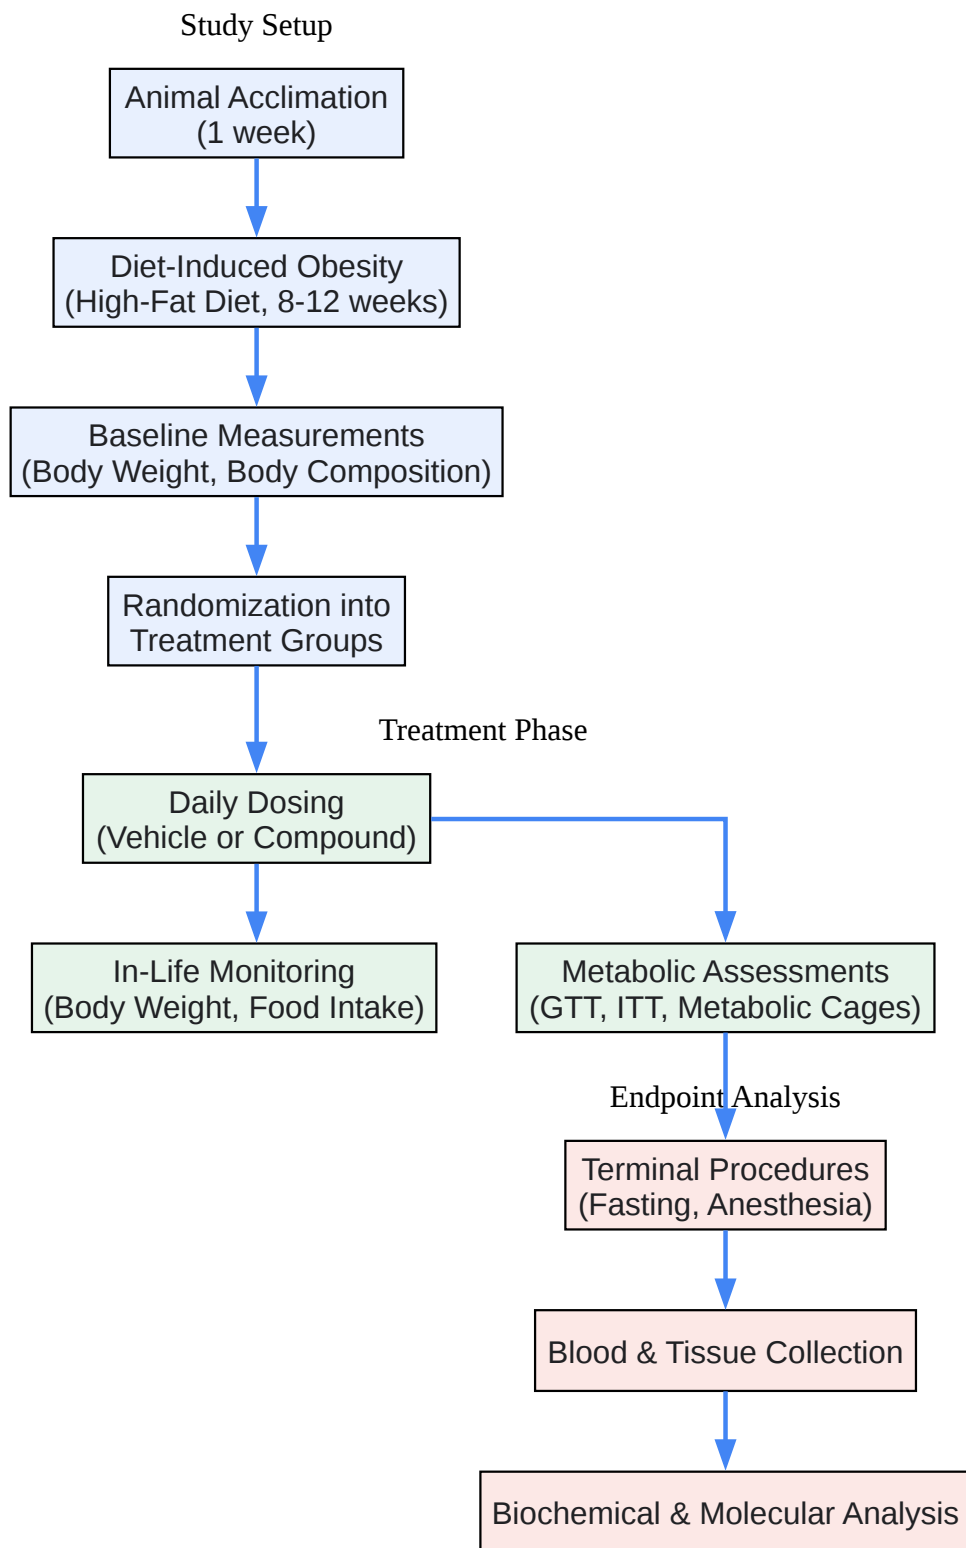 Study Setup
Animal Acclimation
(1 week)
Diet-Induced Obesity
(High-Fat Diet, 8-12 weeks)
Baseline Measurements
(Body Weight, Body Composition)
Randomization into
Treatment Groups
Treatment Phase
Daily Dosing
(Vehicle or Compound)
In-Life Monitoring
(Body Weight, Food Intake)
Metabolic Assessments
(GTT, ITT, Metabolic Cages)
Endpoint Analysis
Terminal Procedures
(Fasting, Anesthesia)
Blood & Tissue Collection
Biochemical & Molecular Analysis